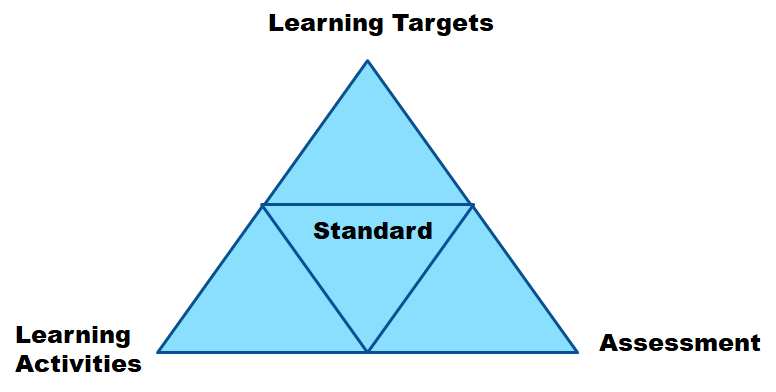 Learning Targets
Standard
Learning
Activities
Assessment